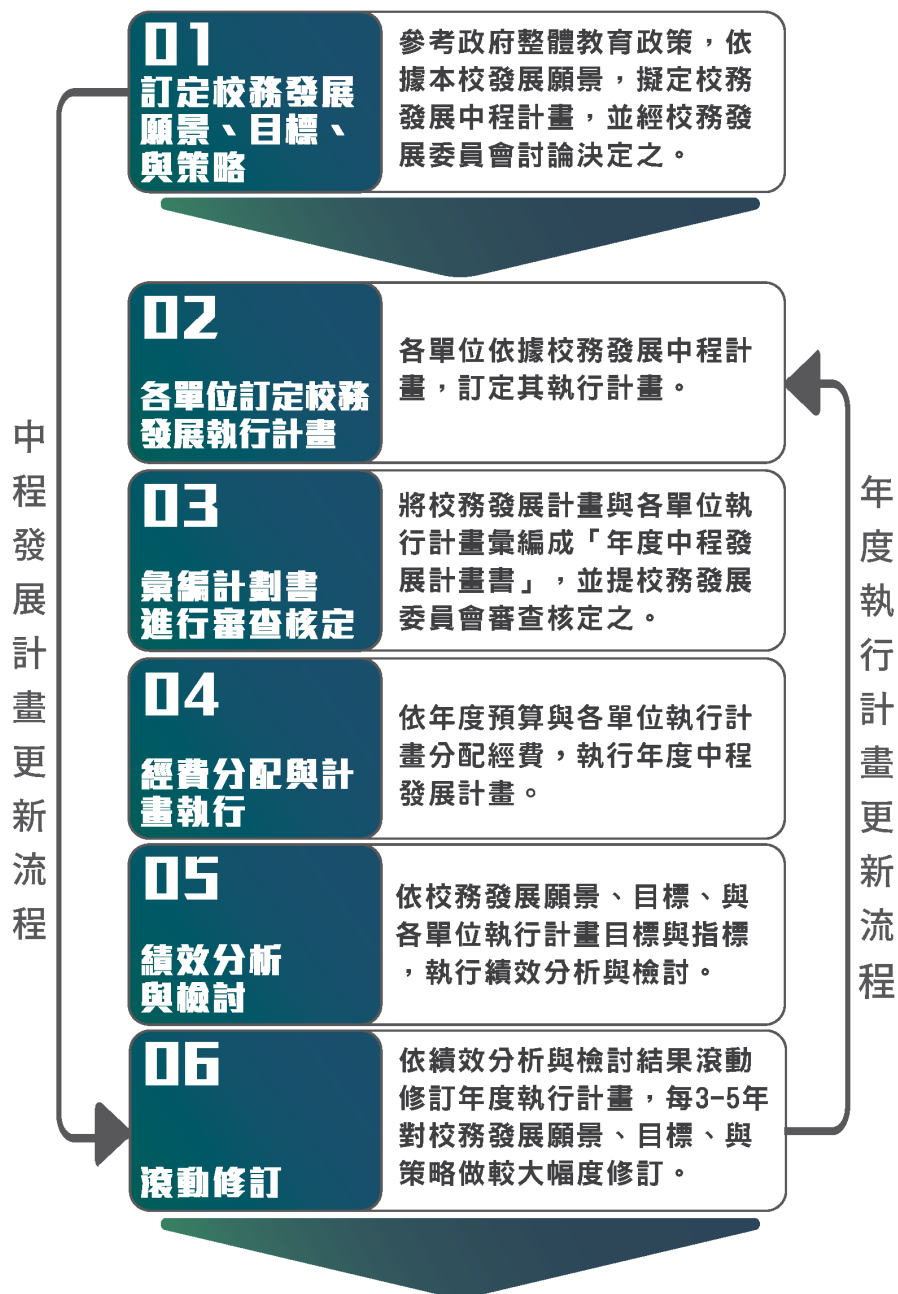 01
訂定校務發展
願景、目標、
與策略
參考政府整體教育政策，依
據本校發展願景，擬定校務
發展中程計畫，並經校務發
展委員會討論決定之。
02
各單位訂定校務
發展執行計畫
各單位依據校務發展中程計
畫，訂定其執行計畫。
03
彙編計劃書
進行審查核定
將校務發展計畫與各單位執
行計畫彙編成「年度中程發
展計畫書」，並提校務發展
委員會審查核定之。
04
經費分配與計
畫執行
依年度預算與各單位執行計
畫分配經費，執行年度中程
發展計畫。
05
績效分析
與檢討
依校務發展願景、目標、與
各單位執行計畫目標與指標
，執行績效分析與檢討。
06
滾動修訂
依績效分析與檢討結果滾動
修訂年度執行計畫，每3-5年
對校務發展願景、目標、與
策略做較大幅度修訂。
中程發展計畫更新流程
年度執行計畫更新流程